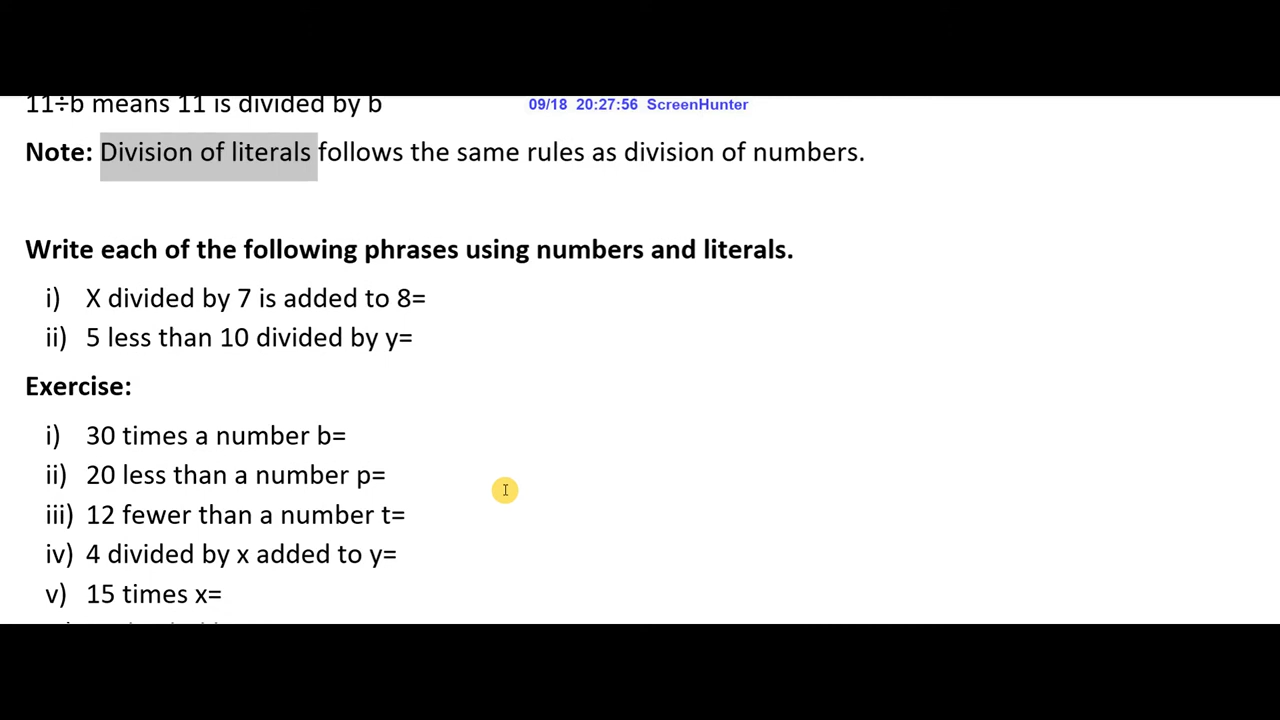 11÷b means 11 is divided by b
09/18 20:27:56 ScreenHunter
Note: Division of literals follows the same rules as division of numbers.
Write each of the following phrases using numbers and literals.
i) X divided by 7 is added to 8=
ii) 5 less than 10 divided by y=
Exercise:
i) 30 times a number b=
ii) 20 less than a number p=
iii) 12 fewer than a number t=
iv) 4 divided by x added to y=
v) 15 times x=